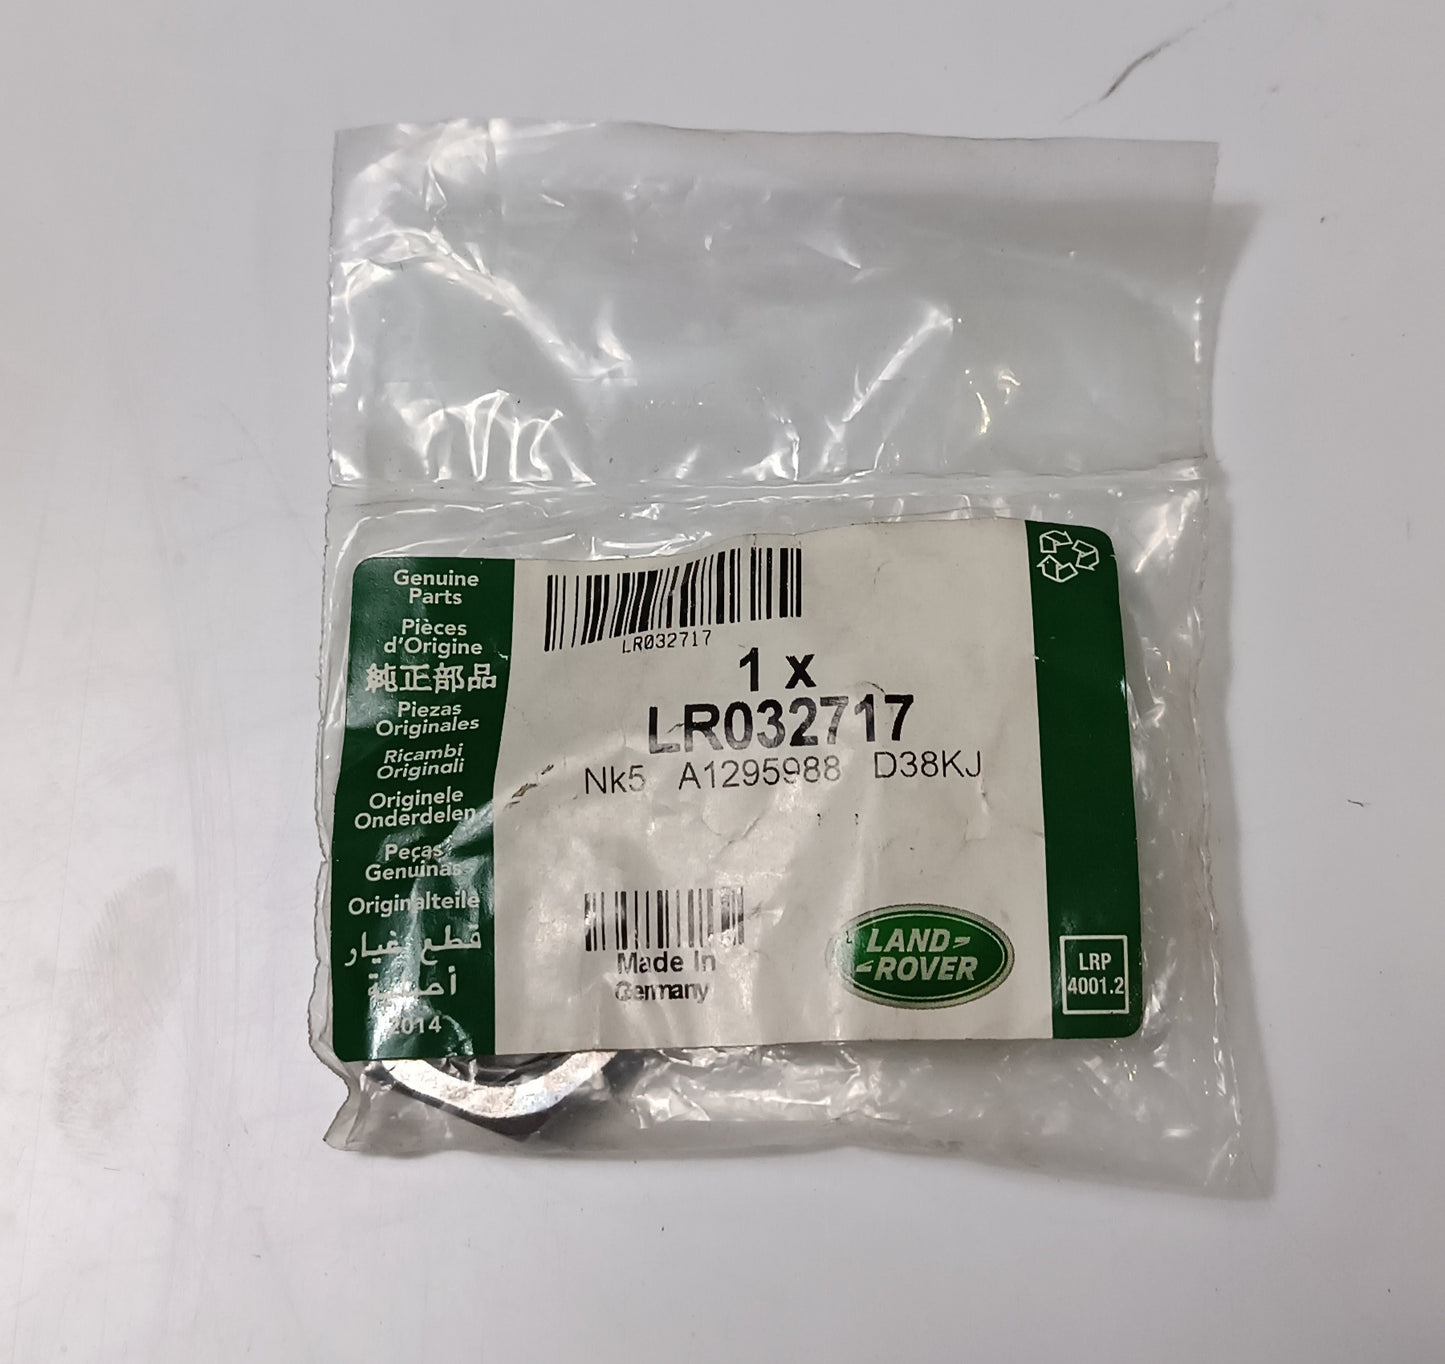 Genuine
Parts
Pièces
d'Origine
純正部品
Piezas
Originales
Ricambi
Originali
Originele
Onderdelen
Peças
Genuinas
Originalteile
قطع غيار
أصلية
2014
LR032717
1 x
LR032717
Nk5 A1295988 D38KJ
Made In
Germany
LAND-
-ROVER
LRP
4001.2